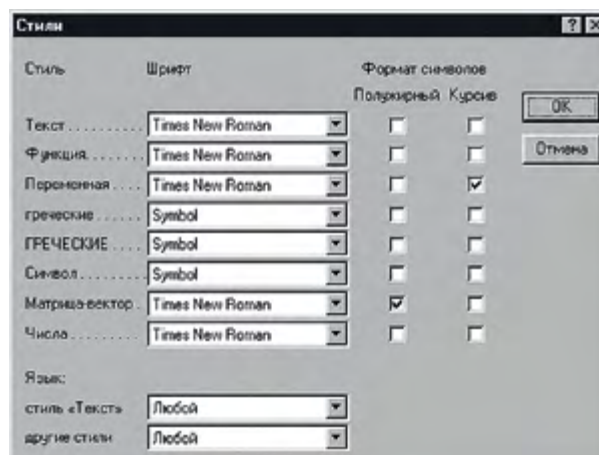 Стили
Стиль Шрифт Формат символов
Полужирный Курсив
OK
Текст . . . . . . . . . . Times New Roman
Отмена
Функция . . . . . . . . Times New Roman
Переменная . . . . Times New Roman
греческие . . . . . . Symbol
ГРЕЧЕСКИЕ . . . . Symbol
Символ . . . . . . . . . Symbol
Матрица-вектор . Times New Roman
Числа . . . . . . . . . Times New Roman
Язык:
стиль «Текст» Любой
другие стили Любой